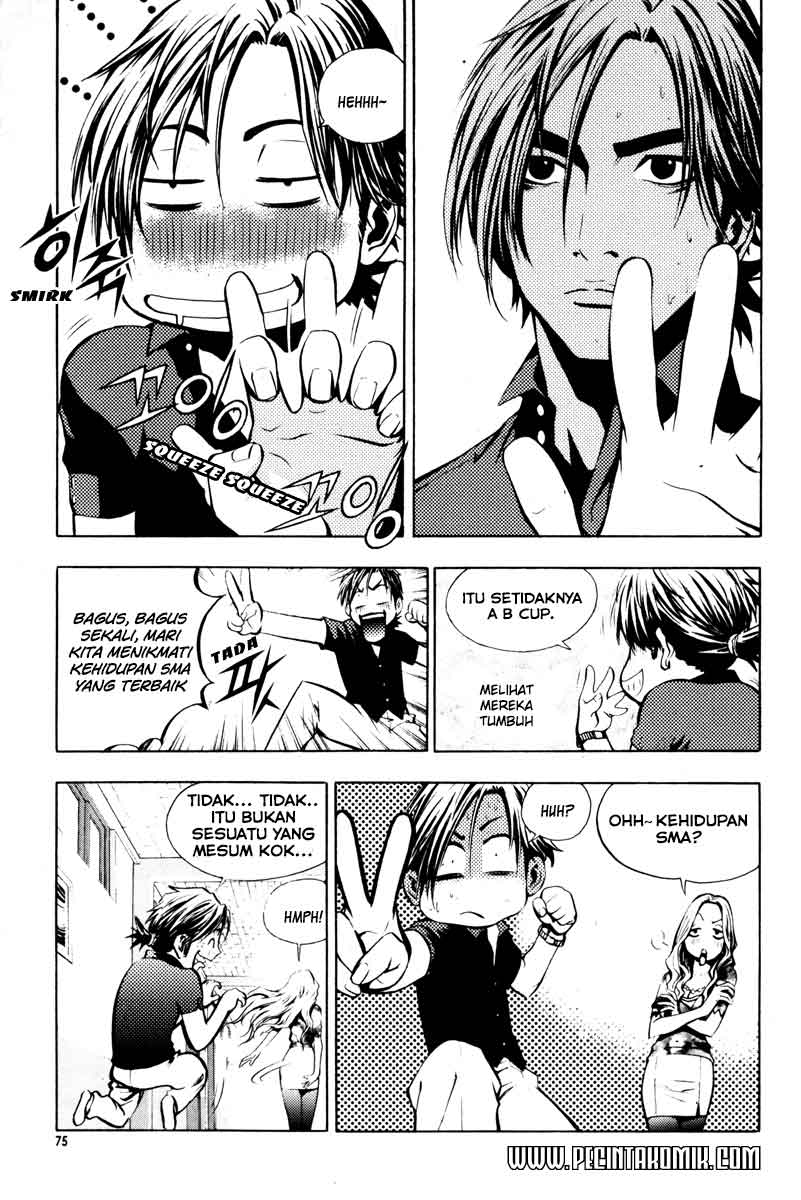 HEHHH~
SMIRK
SQUEEZE SQUEEZE
BAGUS, BAGUS
SEKALI, MARI
KITA MENIKMATI
KEHIDUPAN SMA
YANG TERBAIK
TADA
ITU SETIDAKNYA
A B CUP.
MELIHAT
MEREKA
TUMBUH
TIDAK... TIDAK..
ITU BUKAN
SESUATU YANG
MESUM KOK...
HMPH!
HUH?
OHH~ KEHIDUPAN
SMA?
75
WWW.PECINTAKOMIK.COM